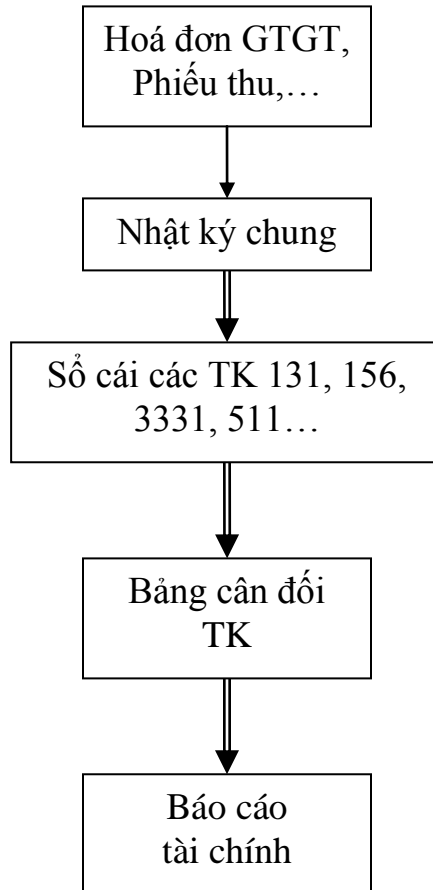 Hoá đơn GTGT,
Phiếu thu,…
Nhật ký chung
Sổ cái các TK 131, 156,
3331, 511…
Bảng cân đối
TK
Báo cáo
tài chính